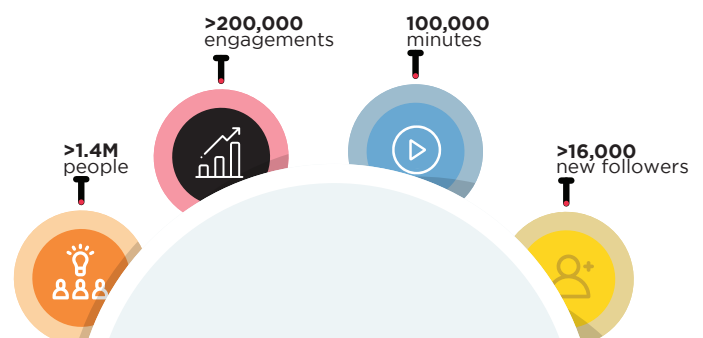 >200,000
engagements
100,000
minutes
>1.4M
people
>16,000
new followers